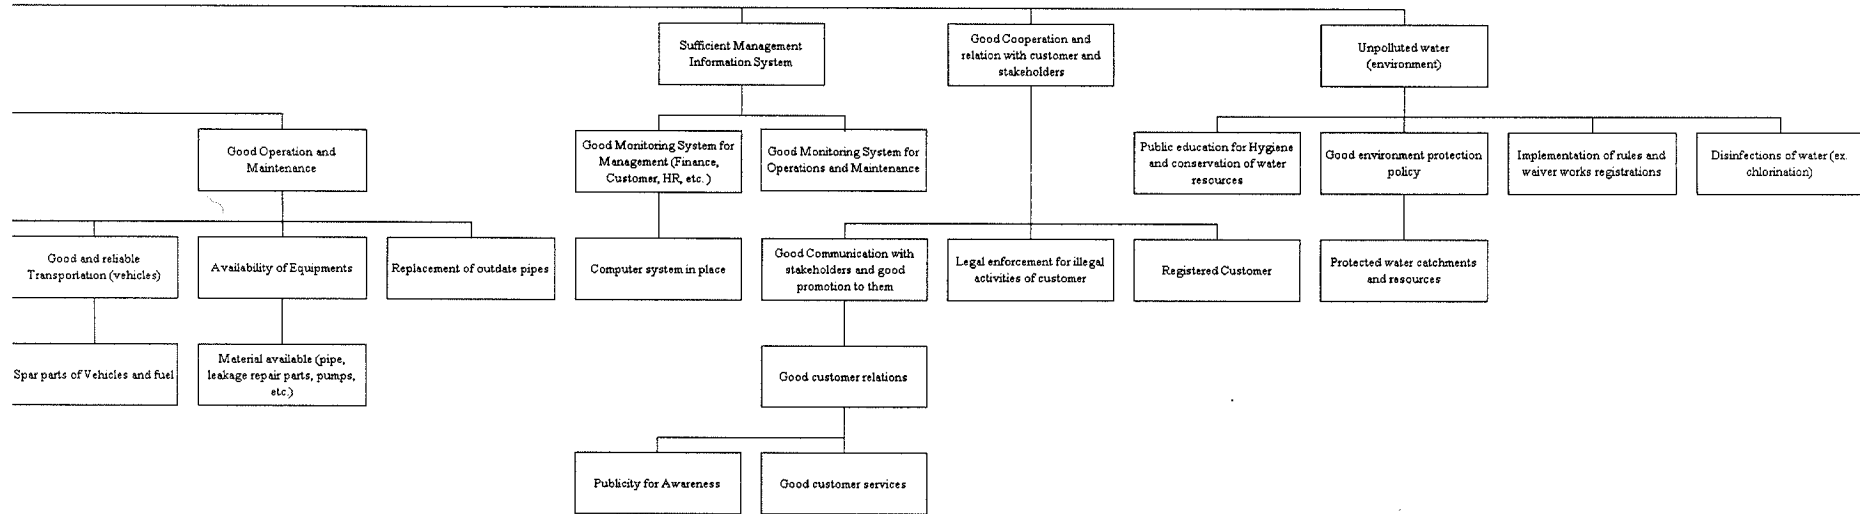 Sufficient Management
Information System
Good Cooperation and
relation with customer and
stakeholders
Unpolluted water
(environment)
Good Operation and
Maintenance
Good Monitoring System for
Management (Finance,
Customer, HR, etc.)
Good Monitoring System for
Operations and Maintenance
Public education for Hygiene
and conservation of water
resources
Good environment protection
policy
Implementation of rules and
waiver works registrations
Disinfections of water (ex.
chlorination)
Good and reliable
Transportation (vehicles)
Availability of Equipments
Replacement of outdate pipes
Computer system in place
Good Communication with
stakeholders and good
promotion to them
Legal enforcement for illegal
activities of customer
Registered Customer
Protected water catchments
and resources
Spar parts of Vehicles and fuel
Material available (pipe,
leakage repair parts, pumps,
etc.)
Good customer relations
Publicity for Awareness
Good customer services